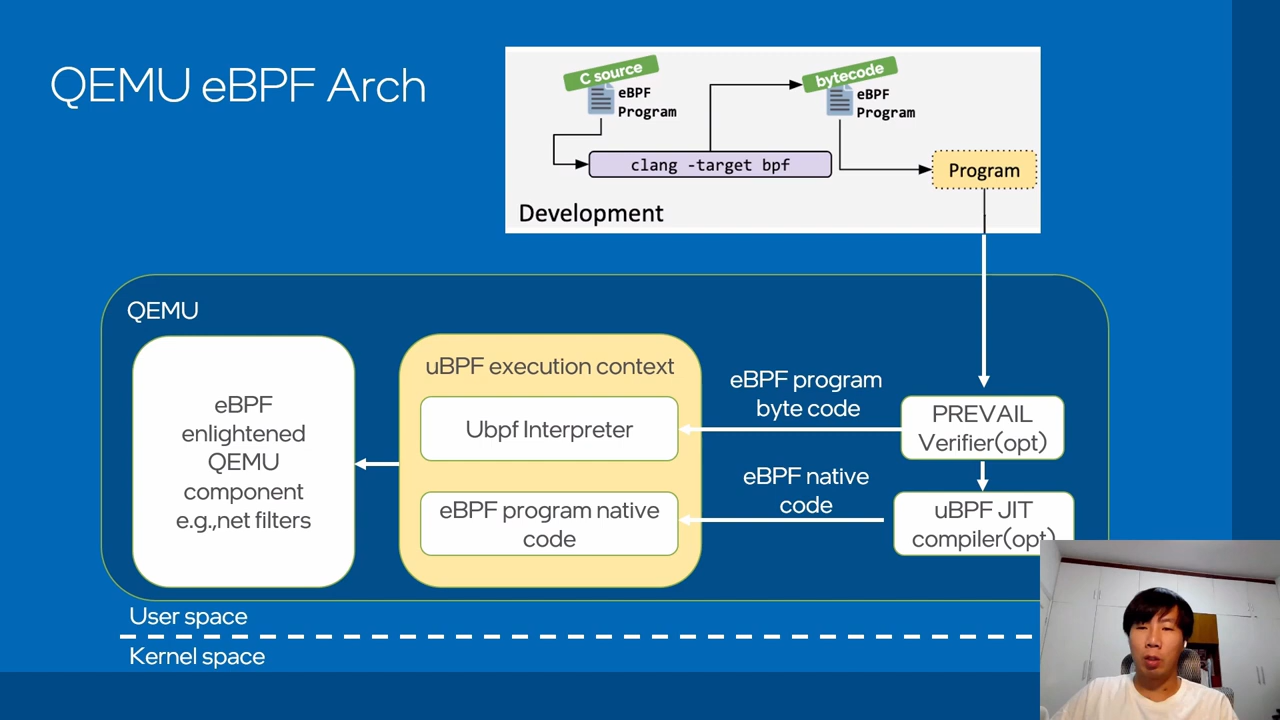 QEMU eBPF Arch
C source
eBPF
Program
bytecode
eBPF
Program
clang -target bpf
Program
Development
QEMU
eBPF
enlightened
QEMU
component
e.g.,net filters
uBPF execution context
Ubpf Interpreter
eBPF program native
code
eBPF program
byte code
eBPF native
code
PREVAIL
Verifier(opt)
uBPF JIT
compiler(opt)
User space
Kernel space